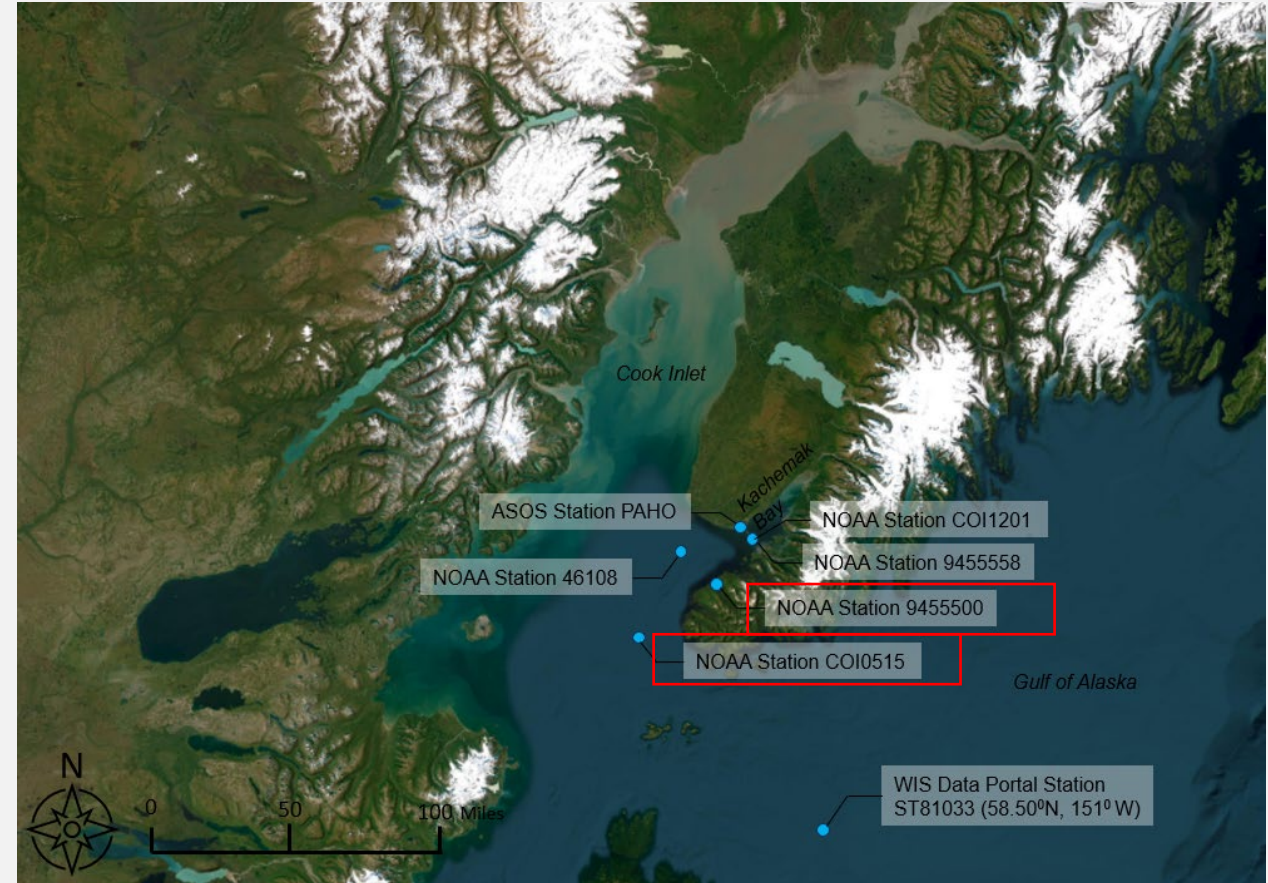 Cook Inlet
Kachemak
Bay
ASOS Station PAHO
NOAA Station COI1201
NOAA Station 46108
NOAA Station 9455558
NOAA Station 9455500
NOAA Station COI0515
Gulf of Alaska
WIS Data Portal Station
ST81033 (58.50⁰N, 151⁰ W)
N
0 50 100 Miles